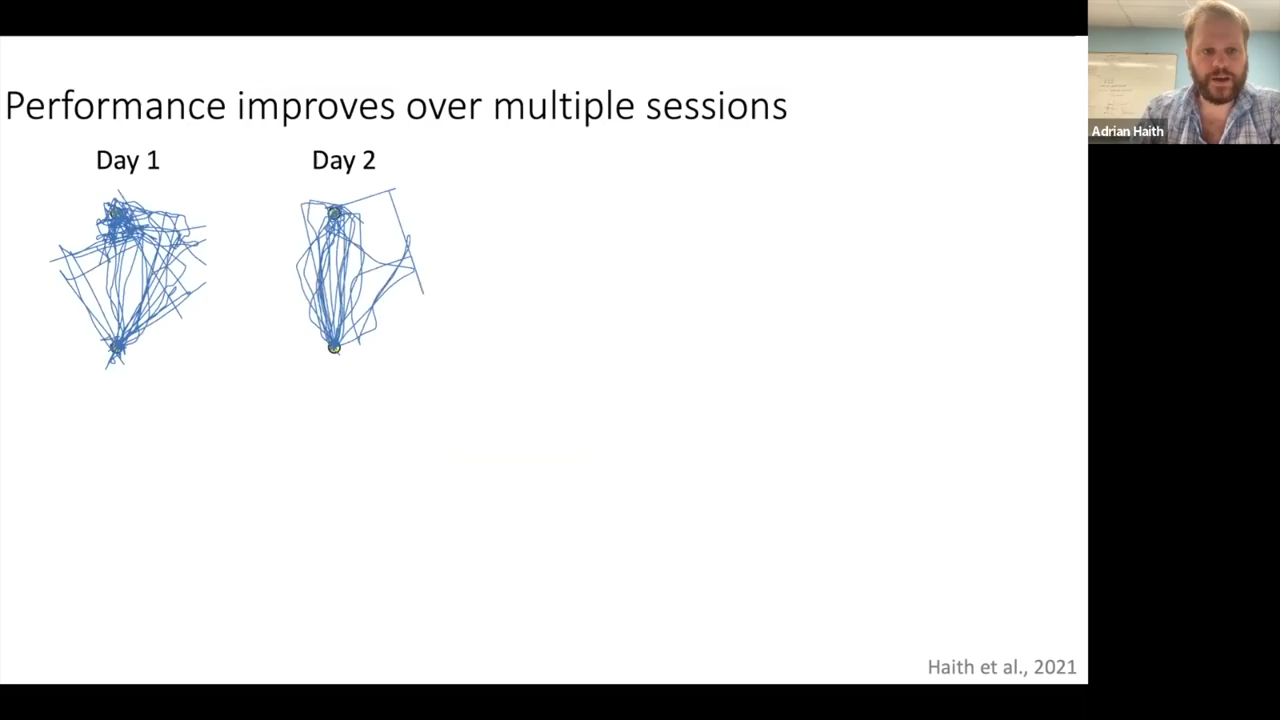 Performance improves over multiple sessions
Day 1
Day 2
Adrian Haith
Haith et al., 2021